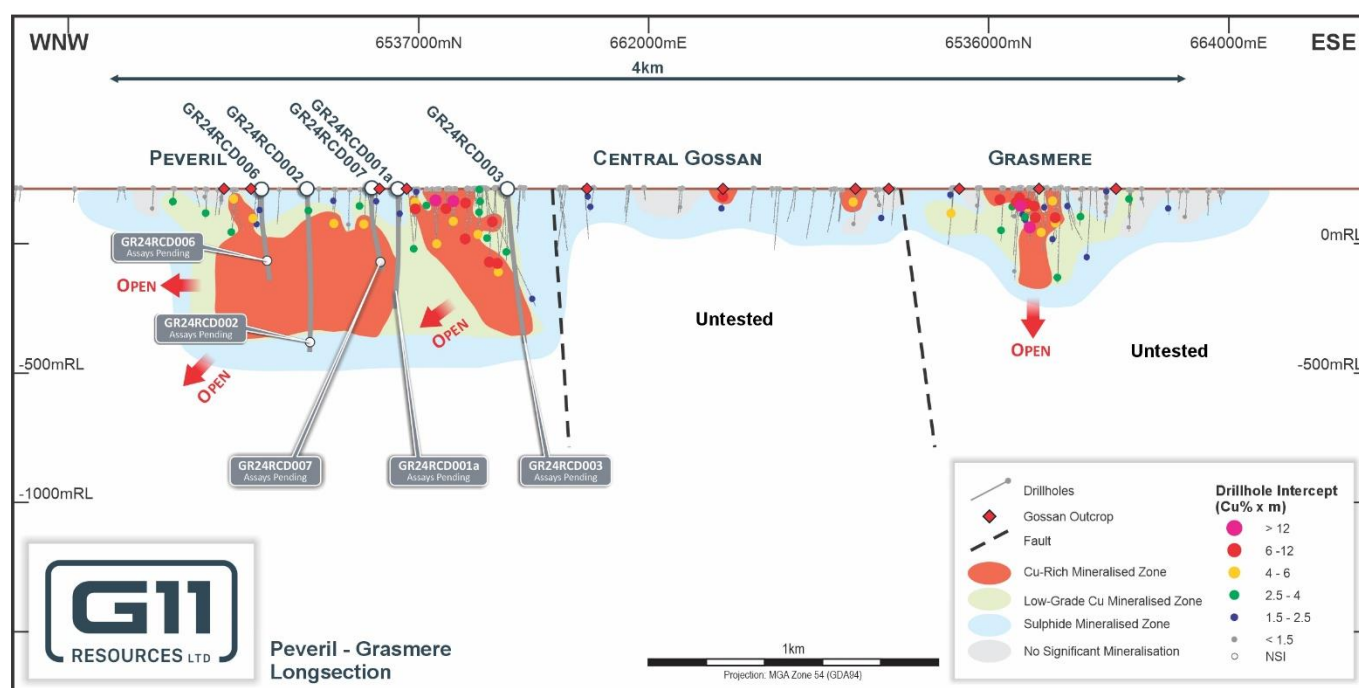 WNW
6537000mN
662000mE
6536000mN
664000mE
ESE
4km
PEVERIL
GR24RCD006
GR24RCD002
GR24RCD007
GR24RCD001a
GR24RCD003
CENTRAL GOSSAN
GRASMERE
GR24RCD006
Assays Pending
0mRL
OPEN
GR24RCD002
Assays Pending
OPEN
Untested
OPEN
Untested
-500mRL
OPEN
-500mRL
GR24RCD007
Assays Pending
GR24RCD001a
Assays Pending
GR24RCD003
Assays Pending
-1000mRL
Drillholes
Gossan Outcrop
Fault
Cu-Rich Mineralised Zone
Low-Grade Cu Mineralised Zone
Sulphide Mineralised Zone
No Significant Mineralisation
Drillhole Intercept
(Cu% x m)
> 12
6 -12
4 - 6
2.5 - 4
1.5 - 2.5
< 1.5
NSI
G11
RESOURCES LTD
Peveril - Grasmere
Longsection
1km
Projection: MGA Zone 54 (GDA94)